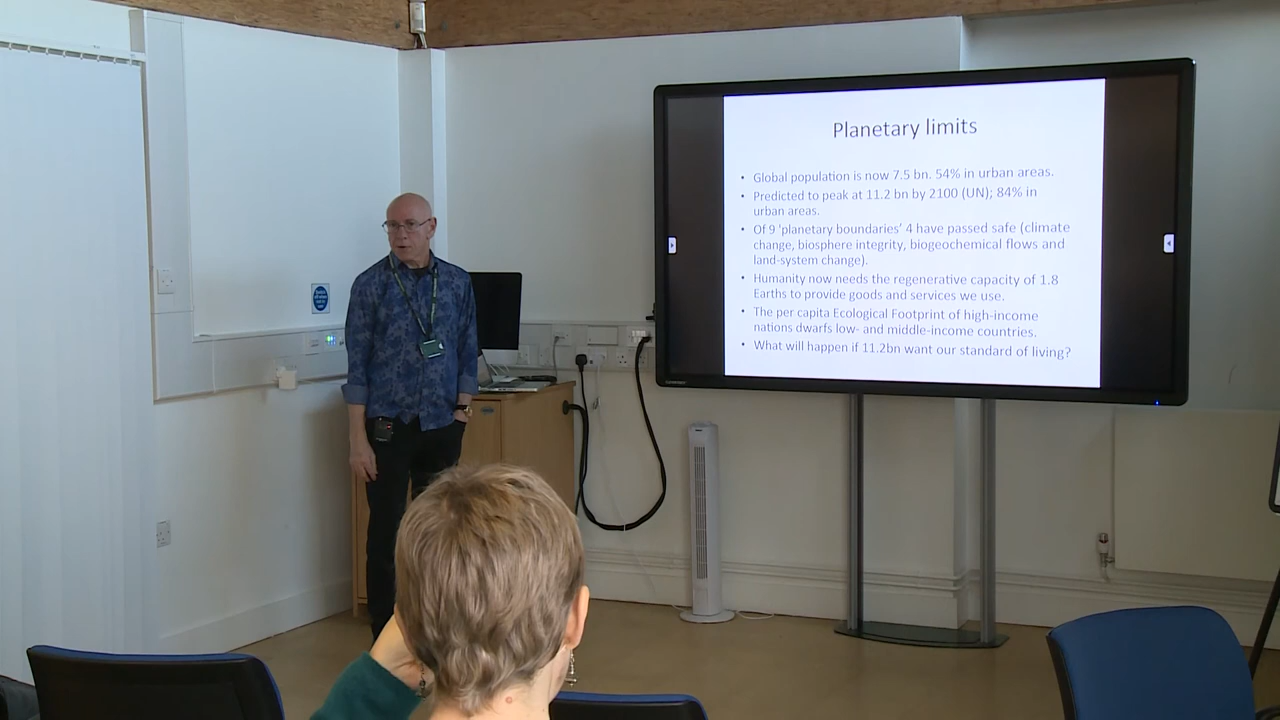 Planetary limits
• Global population is now 7.5 bn. 54% in urban areas.
• Predicted to peak at 11.2 bn by 2100 (UN); 84% in
urban areas.
• Of 9 'planetary boundaries' 4 have passed safe (climate
change, biosphere integrity, biogeochemical flows and
land-system change).
• Humanity now needs the regenerative capacity of 1.8
Earths to provide goods and services we use.
• The per capita Ecological Footprint of high-income
nations dwarfs low- and middle-income countries.
• What will happen if 11.2bn want our standard of living?